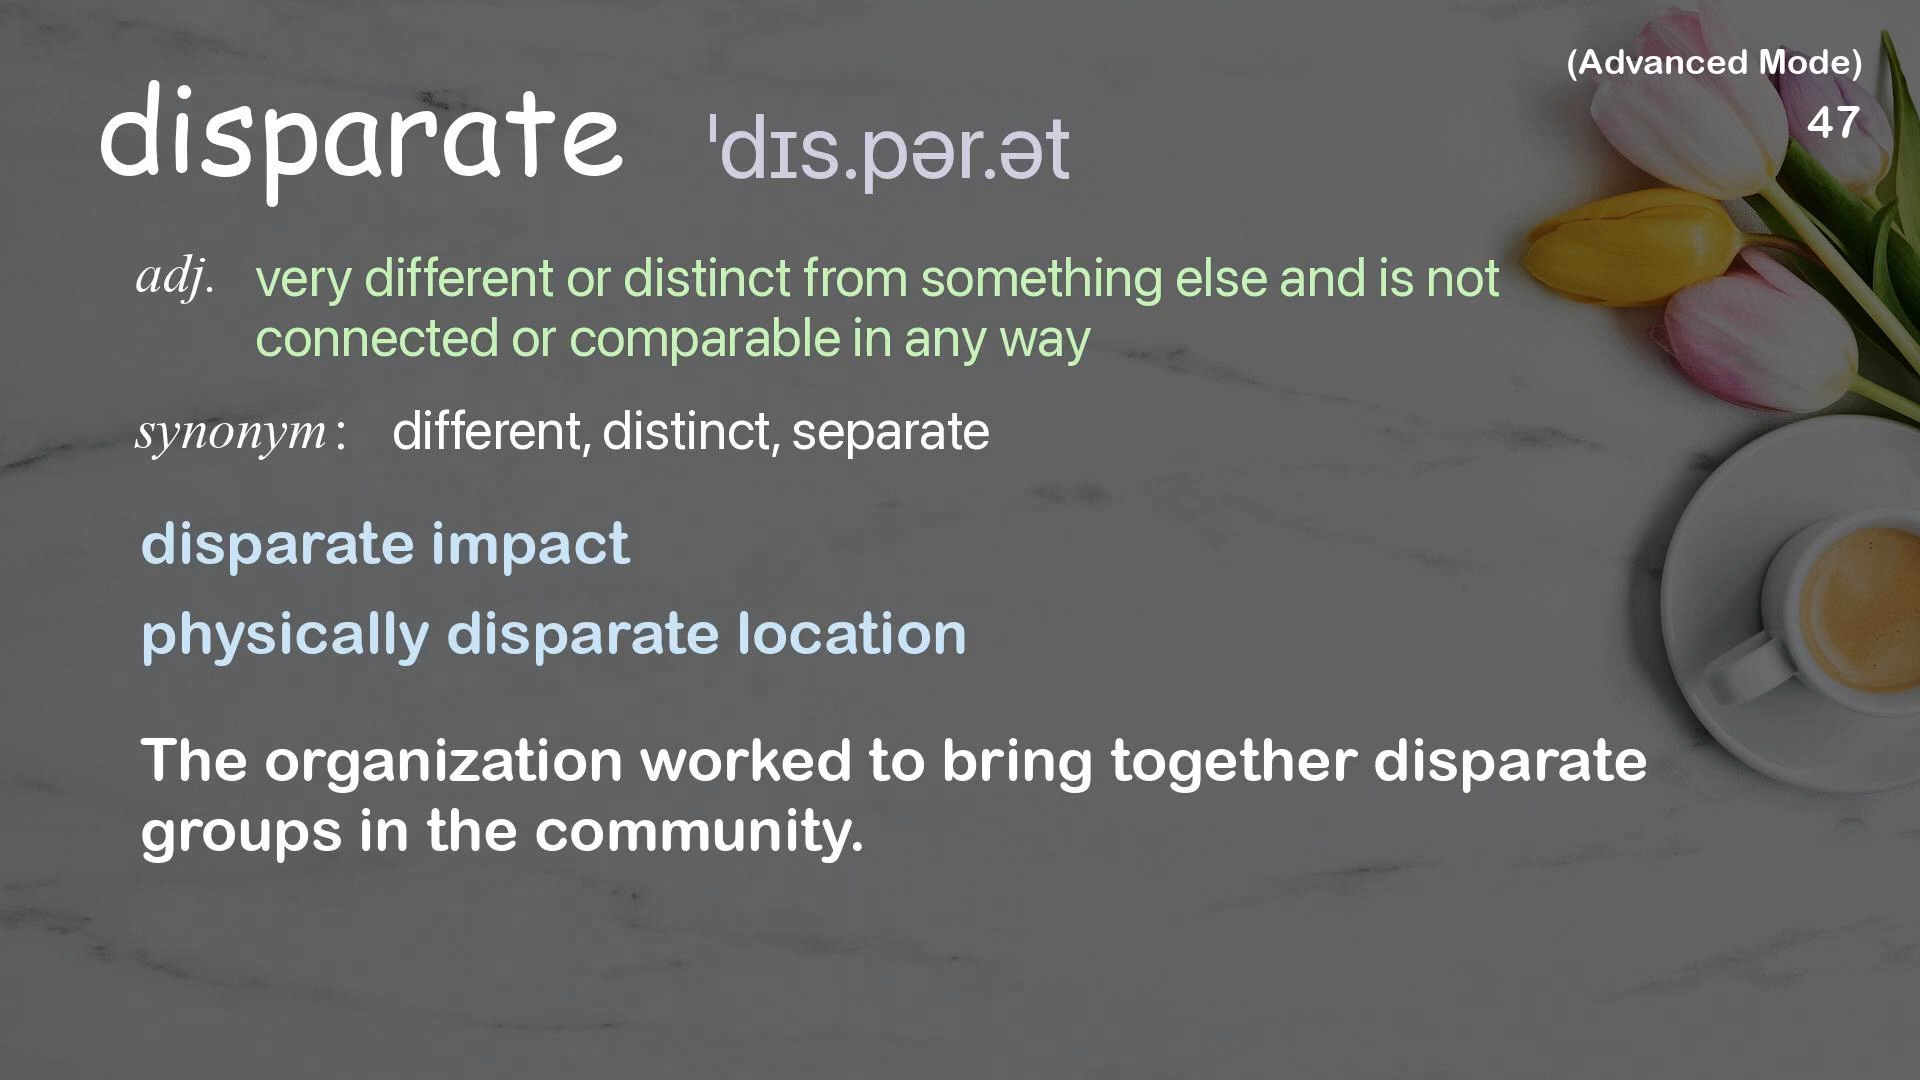 (Advanced Mode)
47
disparate ˈdɪs.pər.ət
adj. very different or distinct from something else and is not
connected or comparable in any way
synonym: different, distinct, separate
disparate impact
physically disparate location
The organization worked to bring together disparate
groups in the community.